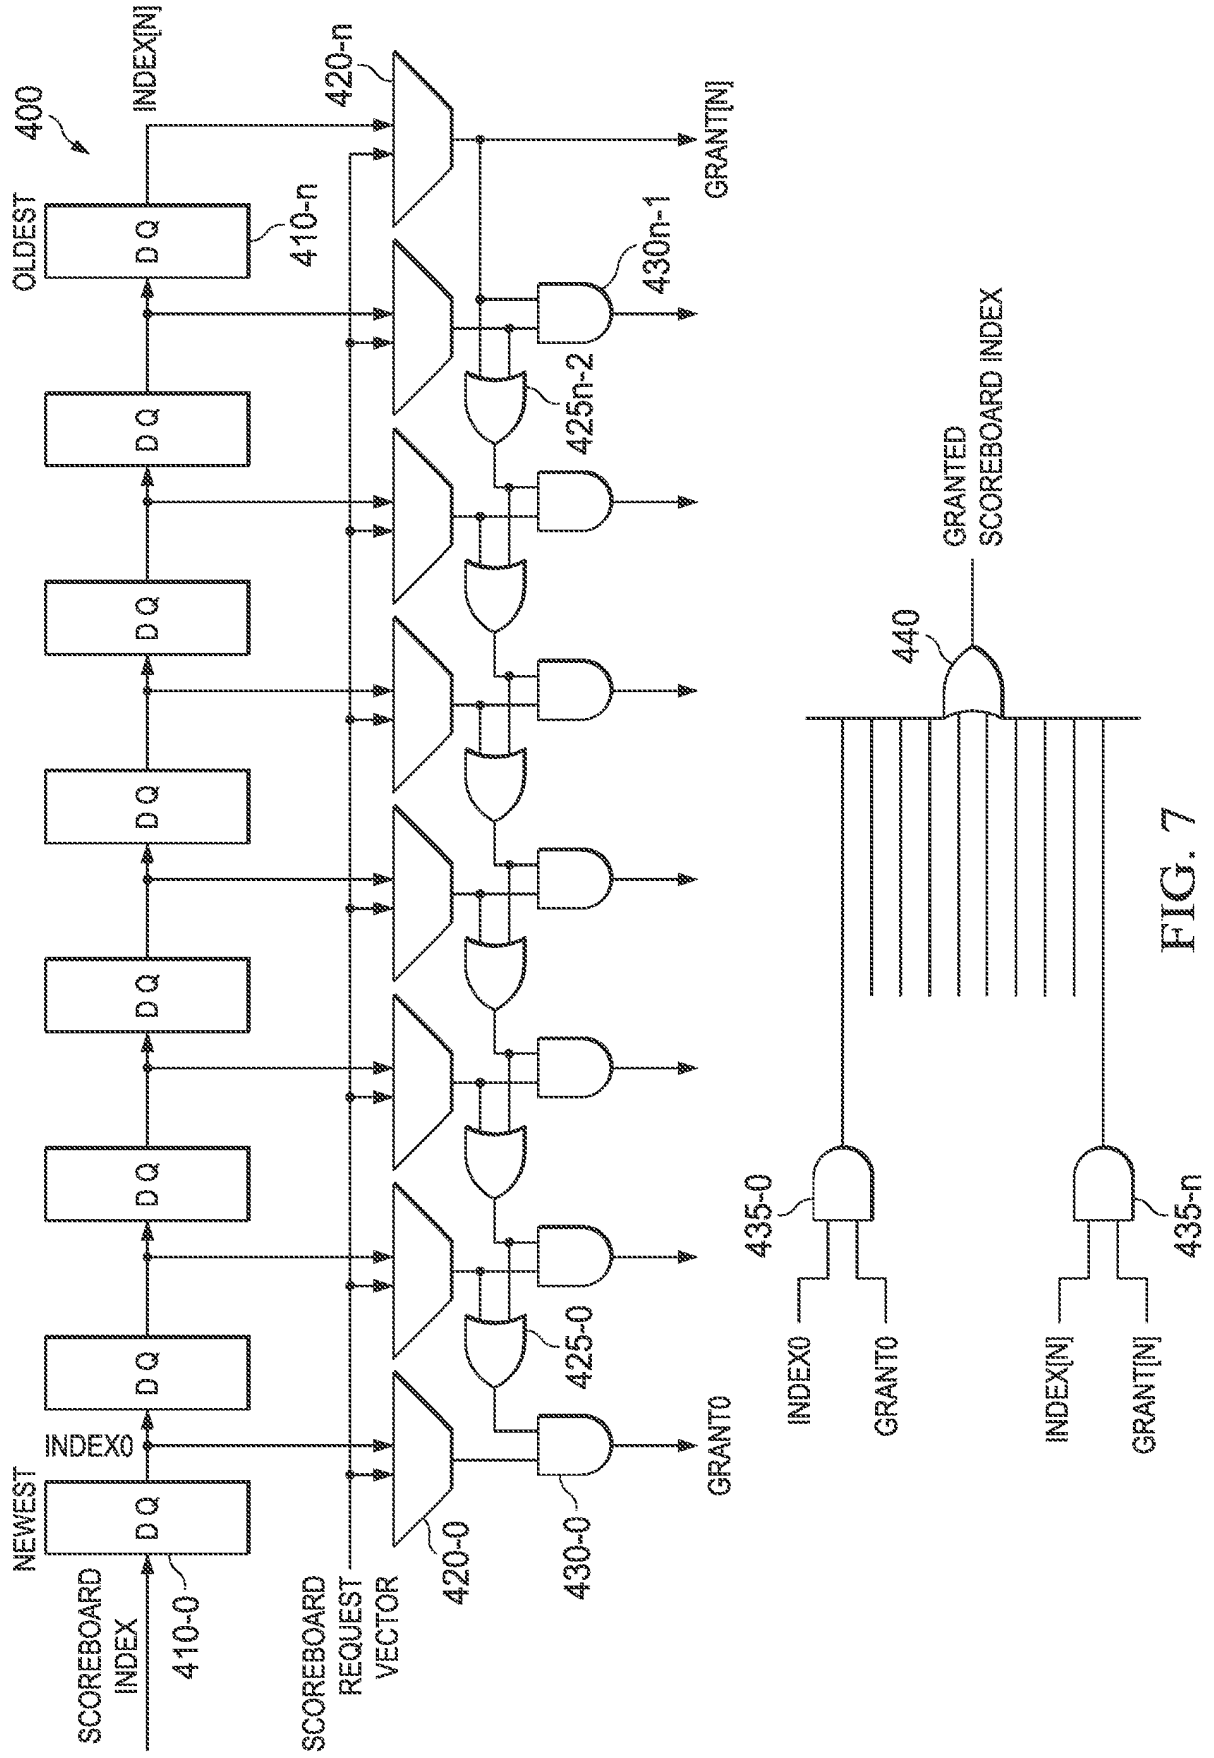 400
NEWEST
OLDEST
INDEX0
INDEX[N]
SCOREBOARD
INDEX
D Q
D Q
D Q
D Q
D Q
D Q
D Q
D Q
410-0
410-n
SCOREBOARD
REQUEST
VECTOR
420-0
420-n
425-0
425n-2
430-0
430n-1
GRANT0
GRANT[N]
INDEX0
GRANT0
435-0
INDEX[N]
GRANT[N]
435-n
440
GRANTED
SCOREBOARD INDEX
FIG. 7